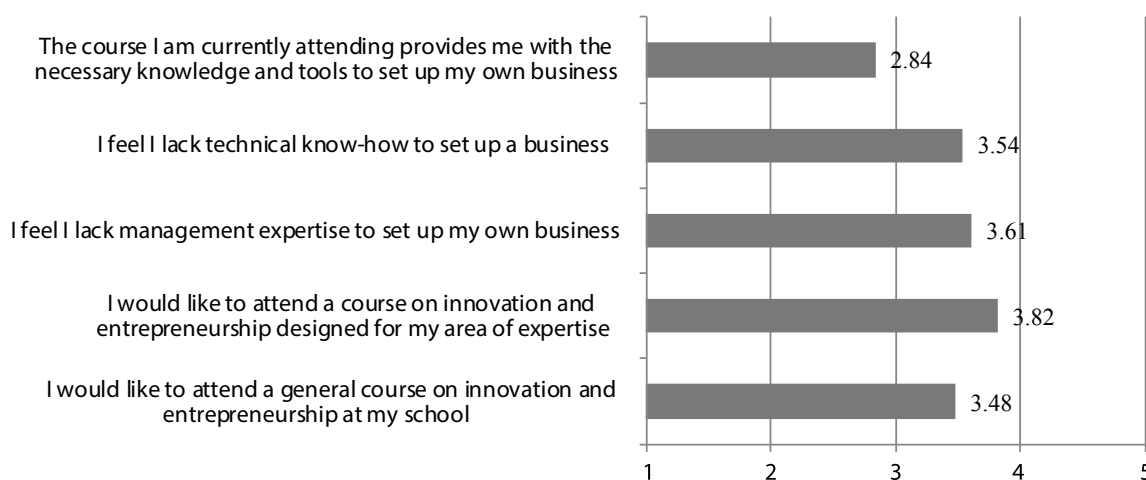 The course I am currently attending provides me with the
necessary knowledge and tools to set up my own business
2.84
I feel I lack technical know-how to set up a business
3.54
I feel I lack management expertise to set up my own business
3.61
I would like to attend a course on innovation and
entrepreneurship designed for my area of expertise
3.82
I would like to attend a general course on innovation and
entrepreneurship at my school
3.48
1 2 3 4 5